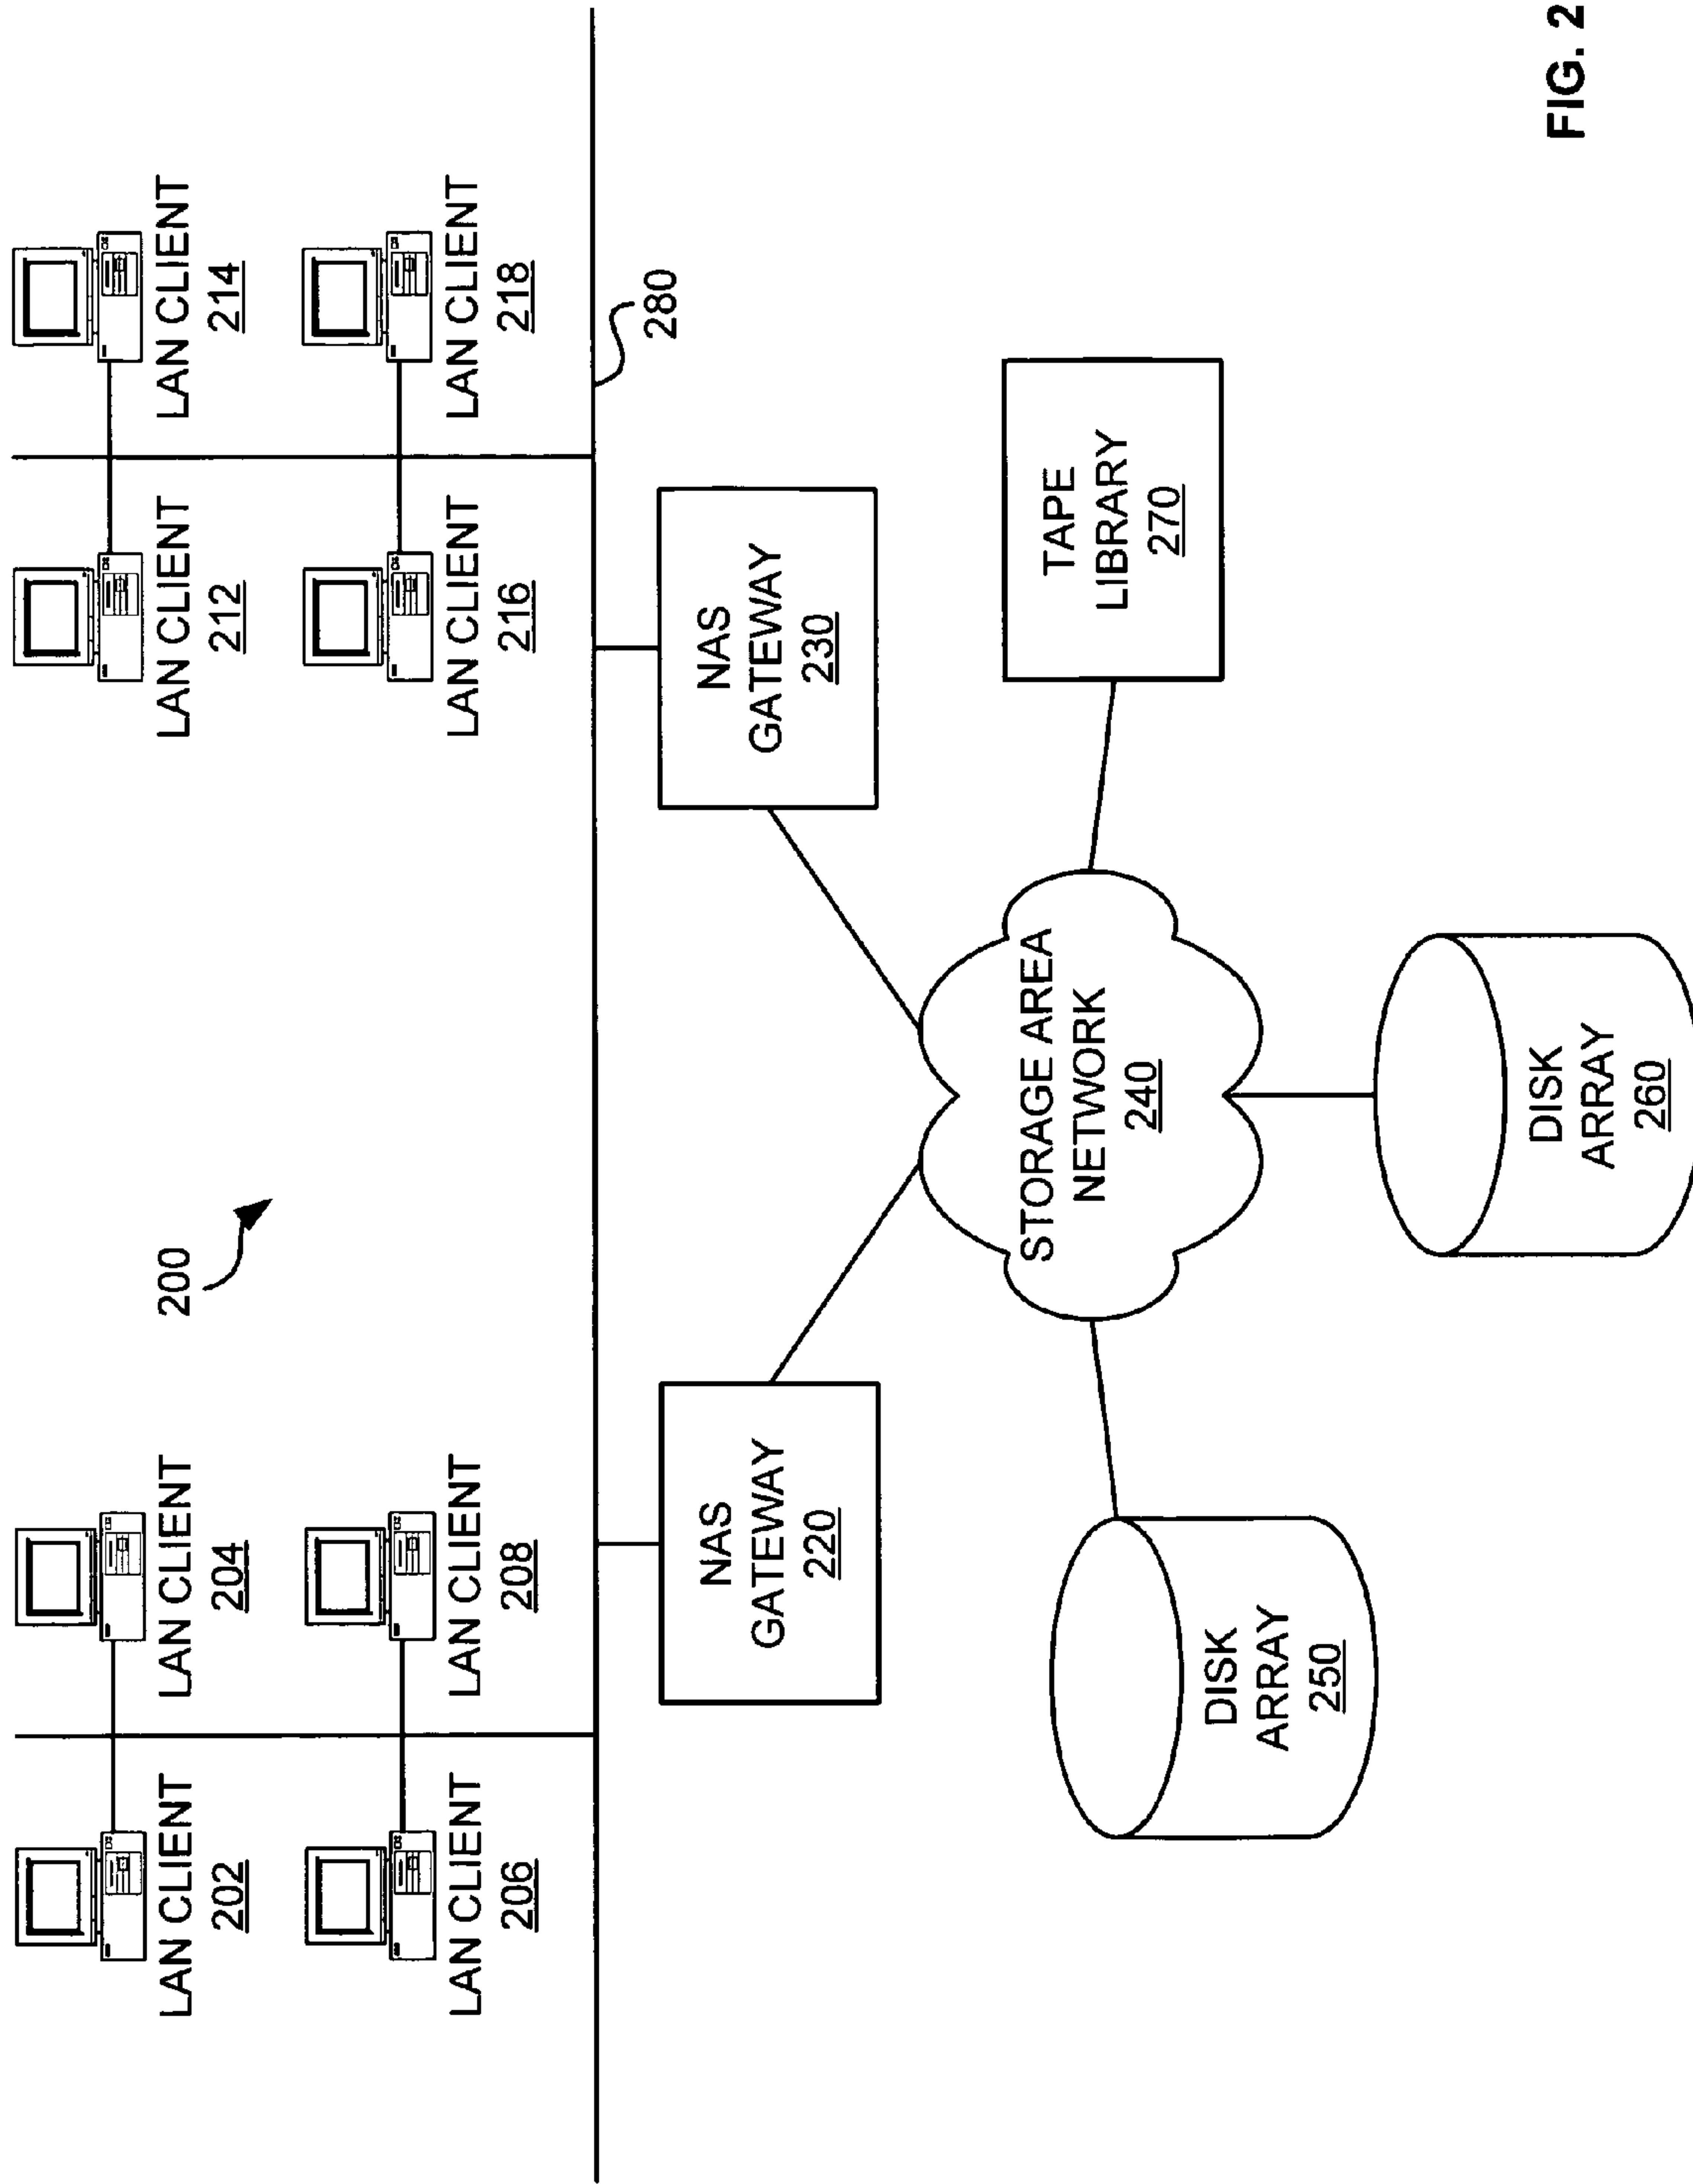 200
LAN CLIENT
202
LAN CLIENT
204
LAN CLIENT
212
LAN CLIENT
214
LAN CLIENT
206
LAN CLIENT
208
LAN CLIENT
216
LAN CLIENT
218
280
NAS
GATEWAY
220
NAS
GATEWAY
230
STORAGE AREA
NETWORK
240
DISK
ARRAY
250
DISK
ARRAY
260
TAPE
LIBRARY
270
FIG. 2